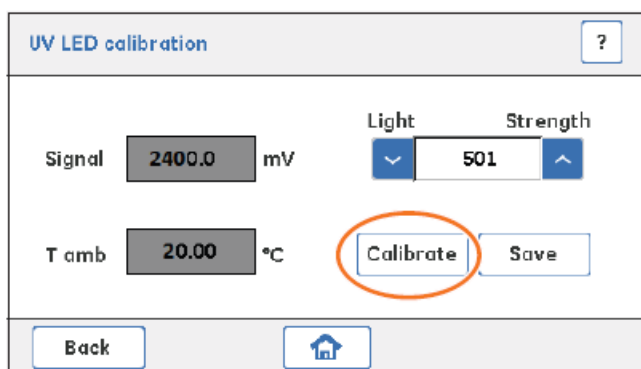 UV LED calibration ?
Light Strength
Signal 2400.0 mV 501
T amb 20.00 °C Calibrate Save
Back